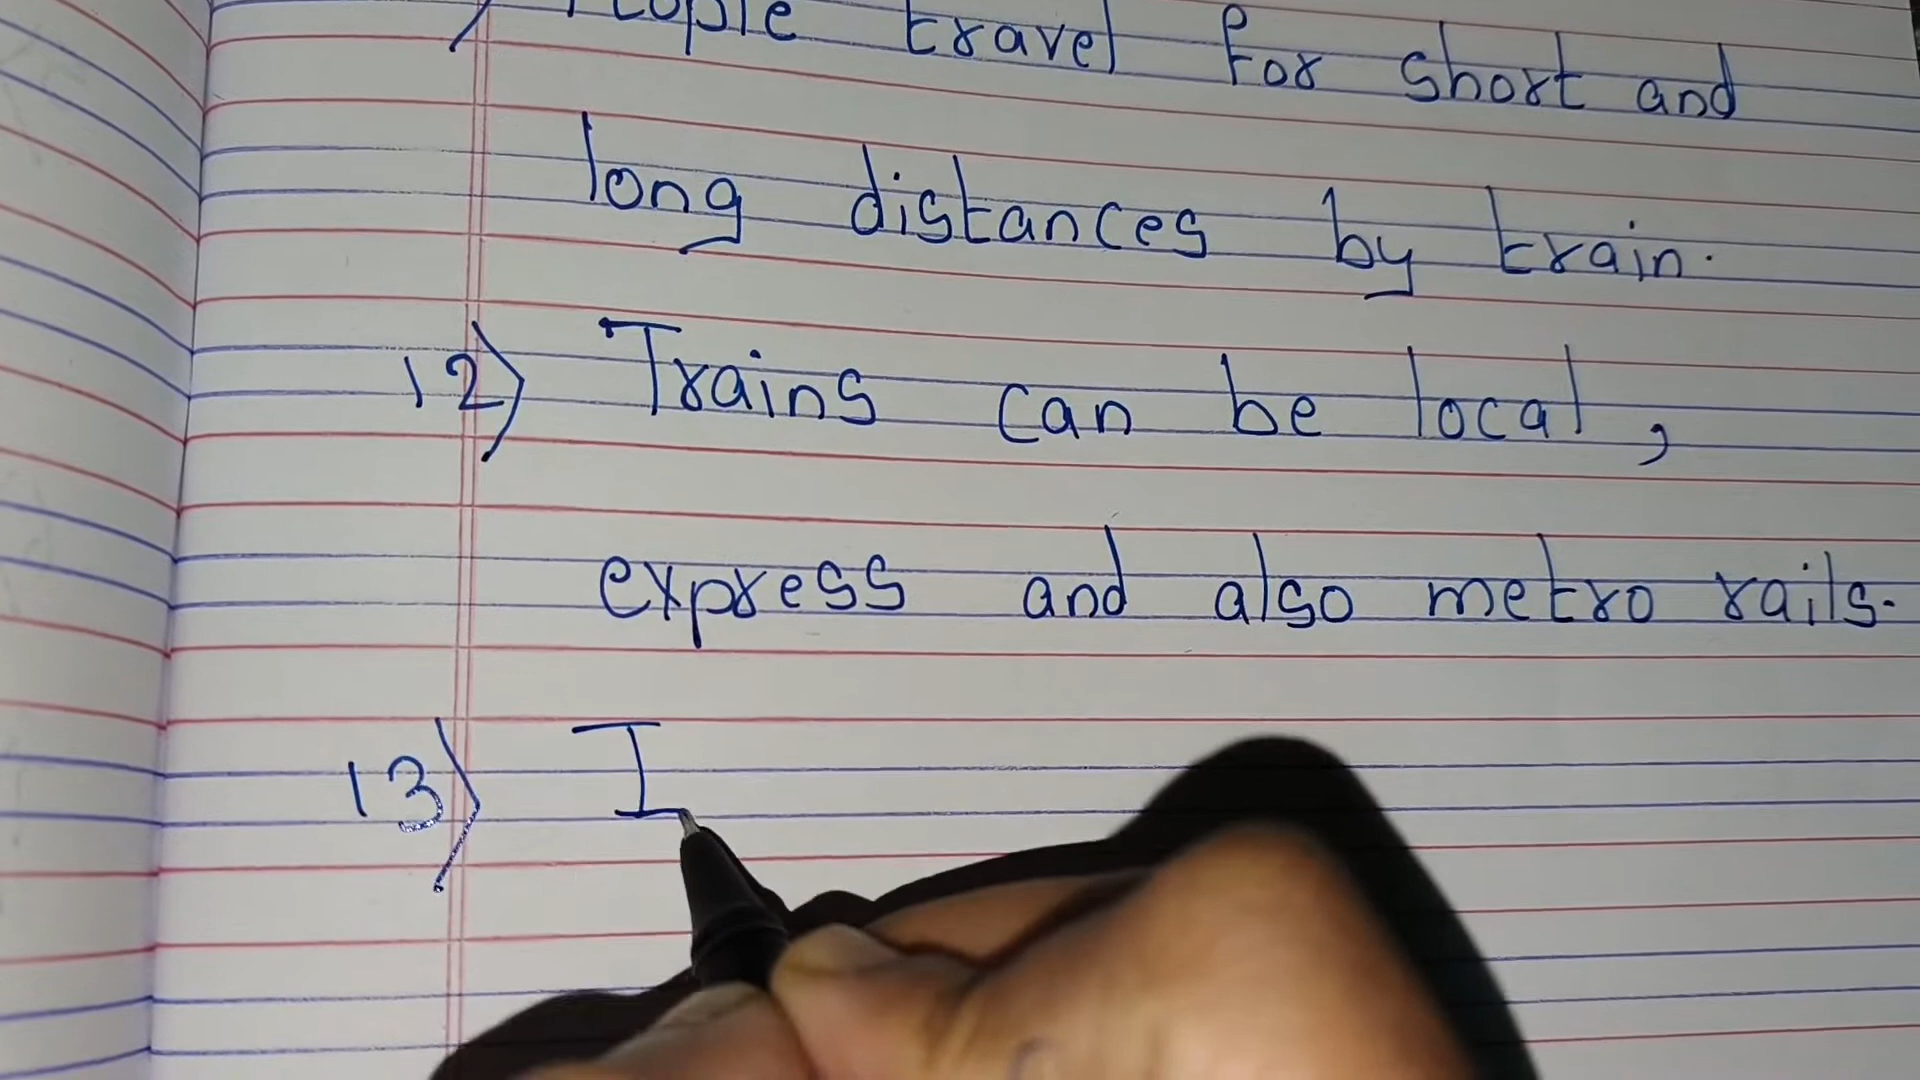 ) People travel for short and
long distances by train.
12) Trains can be local,
express and also metro rails.
13) I